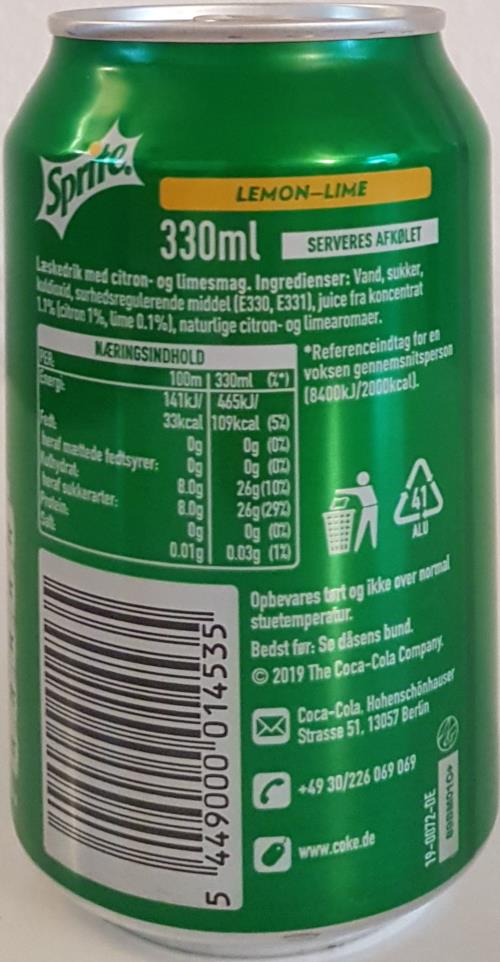 Sprite
LEMON–LIME
330ml
SERVERES AFKØLET
Læskedrik med citron- og limesmag. Ingredienser: Vand, sukker,
kuldioxid, surhedsregulerende middel (E330, E331), juice fra koncentrat
1.1% (citron 1%, lime 0.1%), naturlige citron- og limearomaer.
NÆRINGSINDHOLD
PER: 100m 330ml (%*)
Energi: 141kJ/ 465kJ/
33kcal 109kcal (5%)
Fedt: 0g 0g (0%)
heraf mættede fedtsyrer: 0g 0g (0%)
Kulhydrat: 8.0g 26g(10%)
heraf sukkerarter: 8.0g 26g(29%)
Protein: 0g 0g (0%)
Salt: 0.01g 0.03g (1%)
*Referenceindtag for en
voksen gennemsnitsperson
(8400kJ/2000kcal).
41
ALU
Opbevares tørt og ikke over normal
stuetemperatur.
Bedst før: Se dåsens bund.
© 2019 The Coca-Cola Company.
Coca-Cola, Hohenschönhauser
Strasse 51, 13057 Berlin
+49 30/226 069 069
www.coke.de
5 449000 014535
19-0072-DE